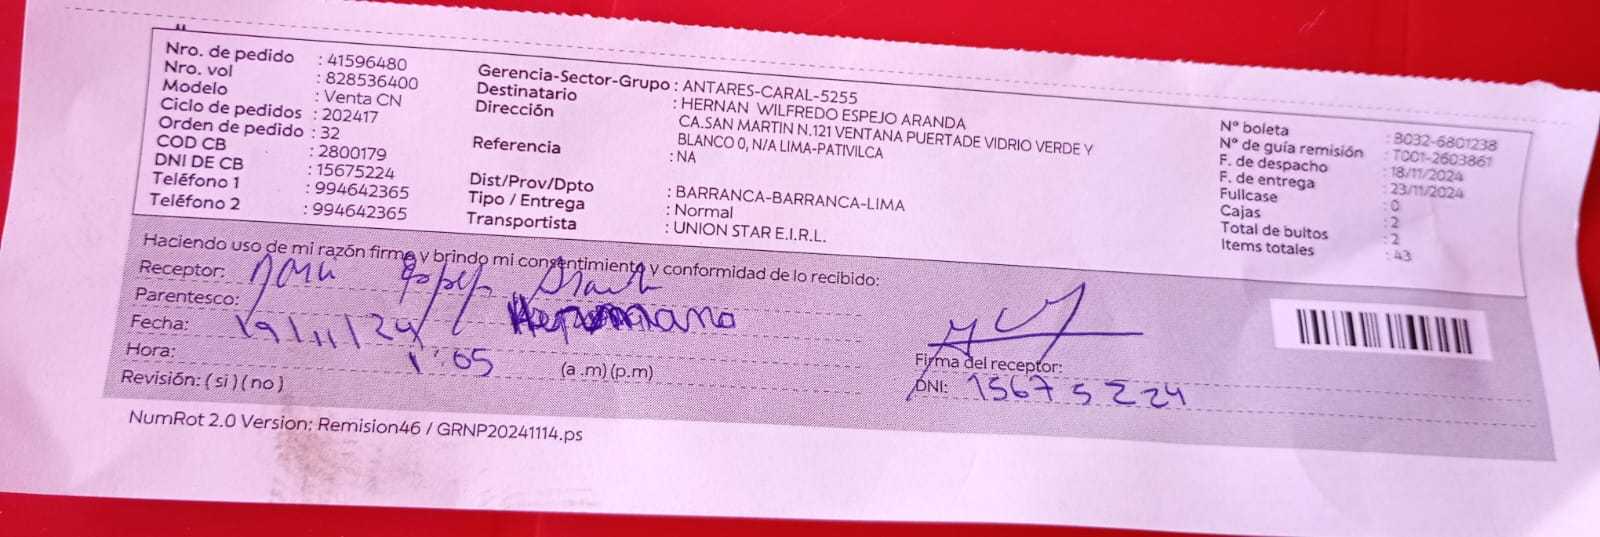 Nro. de pedido : 41596480
Nro. vol : 828536400
Modelo : Venta CN
Ciclo de pedidos : 202417
Orden de pedido : 32
COD CB : 2800179
DNI DE CB : 15675224
Teléfono 1 : 994642365
Teléfono 2 : 994642365
Gerencia-Sector-Grupo : ANTARES-CARAL-5255
Destinatario : HERNAN WILFREDO ESPEJO ARANDA
Dirección CA.SAN MARTIN N.121 VENTANA PUERTADE VIDRIO VERDE Y
BLANCO 0, N/A LIMA-PATIVILCA
Referencia : NA
Dist/Prov/Dpto : BARRANCA-BARRANCA-LIMA
Tipo / Entrega : Normal
Transportista : UNION STAR E.I.R.L.
N° boleta : B032-6801238
N° de guía remisión : T001-2603861
F. de despacho : 18/11/2024
F. de entrega : 23/11/2024
Fullcase : 0
Cajas : 2
Total de bultos : 2
Items totales : 43
Haciendo uso de mi razón firmo y brindo mi consentimiento y conformidad de lo recibido:
Receptor:
Parentesco: Hermano
Fecha: 19/11/24
Hora: 1:05 (a .m) (p.m)
Revisión: ( si ) ( no )
Firma del receptor:
DNI: 15675224
NumRot 2.0 Version: Remision46 / GRNP20241114.ps